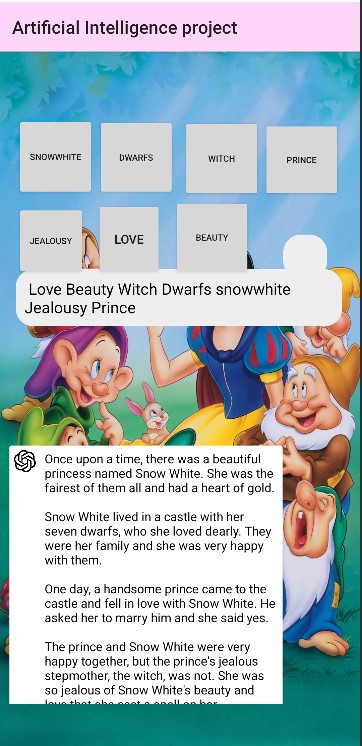 Artificial Intelligence project
SNOWWHITE
DWARFS
WITCH
PRINCE
JEALOUSY
LOVE
BEAUTY
Love Beauty Witch Dwarfs snowwhite
Jealousy Prince
Once upon a time, there was a beautiful
princess named Snow White. She was the
fairest of them all and had a heart of gold.
Snow White lived in a castle with her
seven dwarfs, who she loved dearly. They
were her family and she was very happy
with them.
One day, a handsome prince came to the
castle and fell in love with Snow White. He
asked her to marry him and she said yes.
The prince and Snow White were very
happy together, but the prince's jealous
stepmother, the witch, was not. She was
so jealous of Snow White's beauty and
love that she cast a spell on her